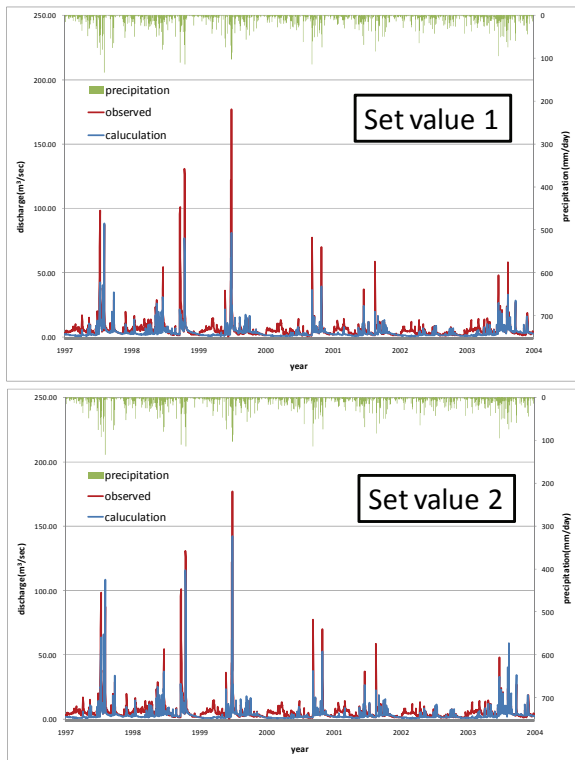 250.00
200.00
150.00
100.00
50.00
0.00
discharge(m³/sec)
0
100
200
300
400
500
600
700
precipitation(mm/day)
precipitation
observed
caluculation
Set value 1
1997 1998 1999 2000 2001 2002 2003 2004
year
250.00
200.00
150.00
100.00
50.00
0.00
discharge(m³/sec)
0
100
200
300
400
500
600
700
precipitation(mm/day)
precipitation
observed
caluculation
Set value 2
1997 1998 1999 2000 2001 2002 2003 2004
year